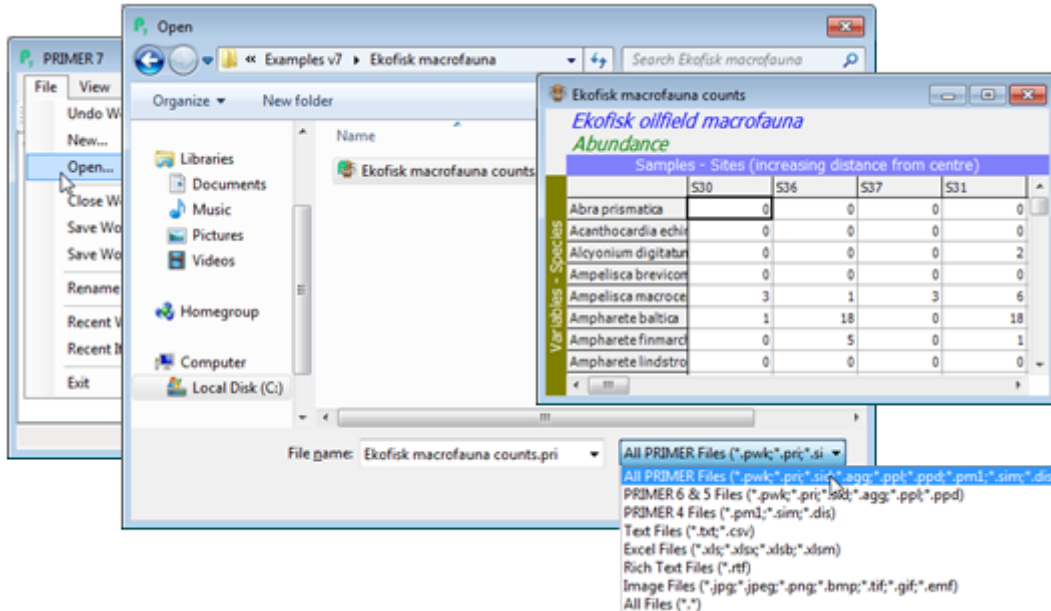 PRIMER 7
File View
Undo W
New...
Open...
Close W
Save Wo
Save Wo
Rename
Recent
Recent
Exit
Open
« Examples v7 Ekofisk macrofauna
Search Ekofisk macrofauna
Organize New folder
Libraries
Documents
Music
Pictures
Videos
Homegroup
Computer
Local Disk (C:)
Name
Ekofisk macrofauna counts
File name: Ekofisk macrofauna counts.pri
All PRIMER Files (*.pwk;*.pri;*.si
All PRIMER Files (*.pwk;*.pri;*.sid;*.agg;*.ppl;*.ppd;*.pm1;*.sim;*.dis
PRIMER 6 & 5 Files (*.pwk;*.pri;*.sid;*.agg;*.ppl;*.ppd)
PRIMER 4 Files (*.pm1;*.sim;*.dis)
Text Files (*.txt;*.csv)
Excel Files (*.xls;*.xlsx;*.xlsb;*.xlsm)
Rich Text Files (*.rtf)
Image Files (*.jpg;*.jpeg;*.png;*.bmp;*.tif;*.gif;*.emf)
All Files (*.*)
Ekofisk macrofauna counts
Ekofisk oilfield macrofauna
Abundance
Samples - Sites (increasing distance from centre)
Variables - Species
S30 S36 S37 S31
Abra prismatica 0 0 0 0
Acanthocardia echir 0 0 0 0
Alcyonium digitatun 0 0 0 2
Ampelisca brevicor 0 0 0 0
Ampelisca macroce 3 1 3 6
Ampharete baltica 1 18 0 18
Ampharete finmarch 0 5 0 1
Ampharete lindstro 0 0 0 0